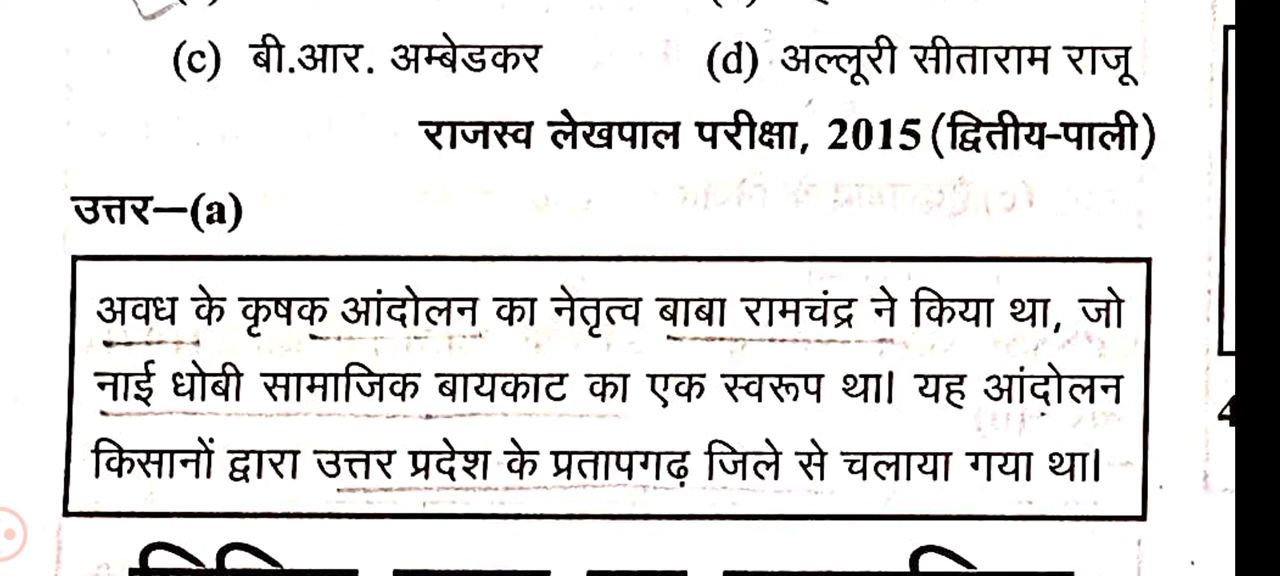 (c) बी.आर. अम्बेडकर (d) अल्लूरी सीताराम राजू
राजस्व लेखपाल परीक्षा, 2015 (द्वितीय-पाली)
उत्तर–(a)
अवध के कृषक आंदोलन का नेतृत्व बाबा रामचंद्र ने किया था, जो
नाई धोबी सामाजिक बायकाट का एक स्वरूप था। यह आंदोलन
किसानों द्वारा उत्तर प्रदेश के प्रतापगढ़ जिले से चलाया गया था।